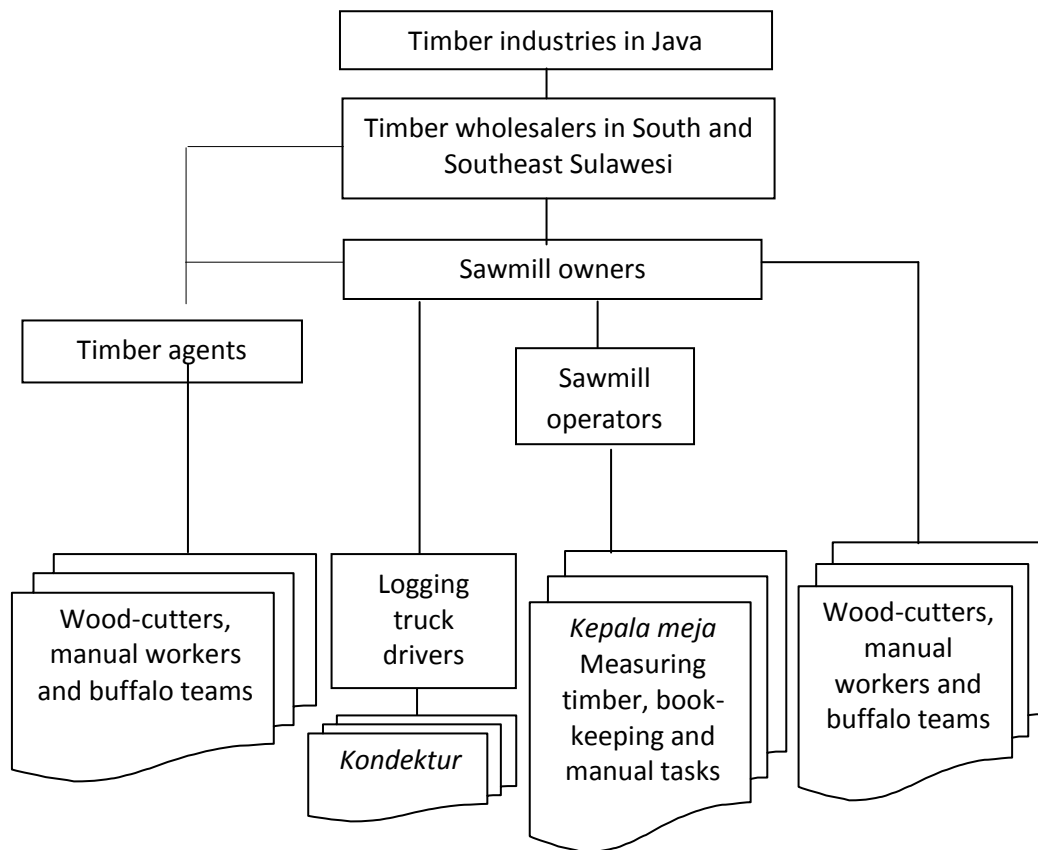 Timber industries in Java
Timber wholesalers in South and
Southeast Sulawesi
Sawmill owners
Timber agents
Sawmill
operators
Wood-cutters,
manual workers
and buffalo teams
Logging
truck
drivers
Kondektur
Kepala meja
Measuring
timber, book-
keeping and
manual tasks
Wood-cutters,
manual
workers and
buffalo teams